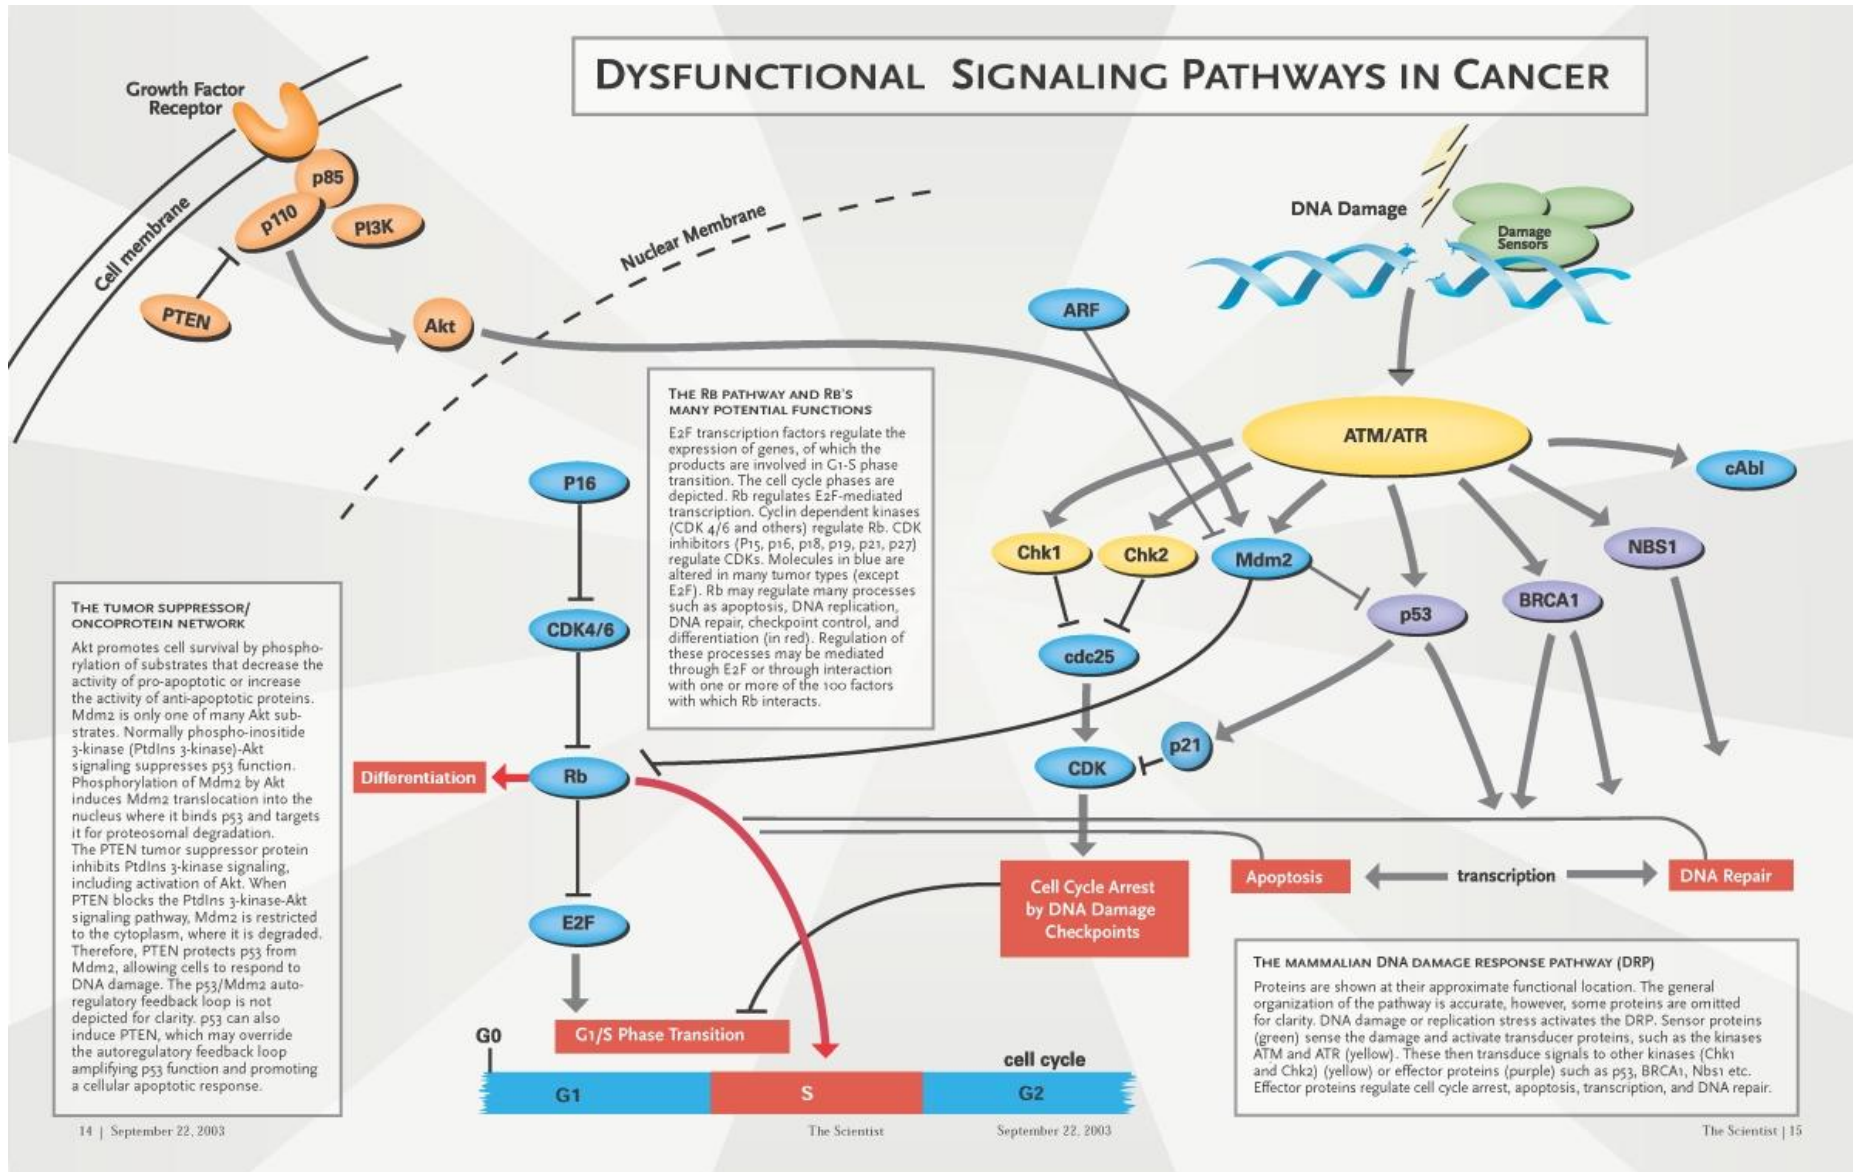 DYSFUNCTIONAL SIGNALING PATHWAYS IN CANCER
Growth Factor
Receptor
p85
p110
PI3K
Cell membrane
PTEN
Akt
Nuclear Membrane
DNA Damage
Damage
Sensors
ARF
ATM/ATR
cAbl
Chk1
Chk2
Mdm2
NBS1
p53
BRCA1
cdc25
p21
CDK
P16
CDK4/6
Rb
Differentiation
E2F
THE RB PATHWAY AND RB'S
MANY POTENTIAL FUNCTIONS
E2F transcription factors regulate the
expression of genes, of which the
products are involved in G1-S phase
transition. The cell cycle phases are
depicted. Rb regulates E2F-mediated
transcription. Cyclin dependent kinases
(CDK 4/6 and others) regulate Rb. CDK
inhibitors (P15, p16, p18, p19, p21, p27)
regulate CDKs. Molecules in blue are
altered in many tumor types (except
E2F). Rb may regulate many processes
such as apoptosis, DNA replication,
DNA repair, checkpoint control, and
differentiation (in red). Regulation of
these processes may be mediated
through E2F or through interaction
with one or more of the 100 factors
with which Rb interacts.
THE TUMOR SUPPRESSOR/
ONCOPROTEIN NETWORK
Akt promotes cell survival by phospho-
rylation of substrates that decrease the
activity of pro-apoptotic or increase
the activity of anti-apoptotic proteins.
Mdm2 is only one of many Akt sub-
strates. Normally phospho-inositide
3-kinase (PtdIns 3-kinase)-Akt
signaling suppresses p53 function.
Phosphorylation of Mdm2 by Akt
induces Mdm2 translocation into the
nucleus where it binds p53 and targets
it for proteosomal degradation.
The PTEN tumor suppressor protein
inhibits PtdIns 3-kinase signaling,
including activation of Akt. When
PTEN blocks the PtdIns 3-kinase-Akt
signaling pathway, Mdm2 is restricted
to the cytoplasm, where it is degraded.
Therefore, PTEN protects p53 from
Mdm2, allowing cells to respond to
DNA damage. The p53/Mdm2 auto-
regulatory feedback loop is not
depicted for clarity. p53 can also
induce PTEN, which may override
the autoregulatory feedback loop
amplifying p53 function and promoting
a cellular apoptotic response.
Cell Cycle Arrest
by DNA Damage
Checkpoints
Apoptosis
transcription
DNA Repair
G1/S Phase Transition
G0
cell cycle
G1
S
G2
THE MAMMALIAN DNA DAMAGE RESPONSE PATHWAY (DRP)
Proteins are shown at their approximate functional location. The general
organization of the pathway is accurate, however, some proteins are omitted
for clarity. DNA damage or replication stress activates the DRP. Sensor proteins
(green) sense the damage and activate transducer proteins, such as the kinases
ATM and ATR (yellow). These then transduce signals to other kinases (Chk1
and Chk2) (yellow) or effector proteins (purple) such as p53, BRCA1, Nbs1 etc.
Effector proteins regulate cell cycle arrest, apoptosis, transcription, and DNA repair.
14 | September 22, 2003
The Scientist
September 22, 2003
The Scientist | 15